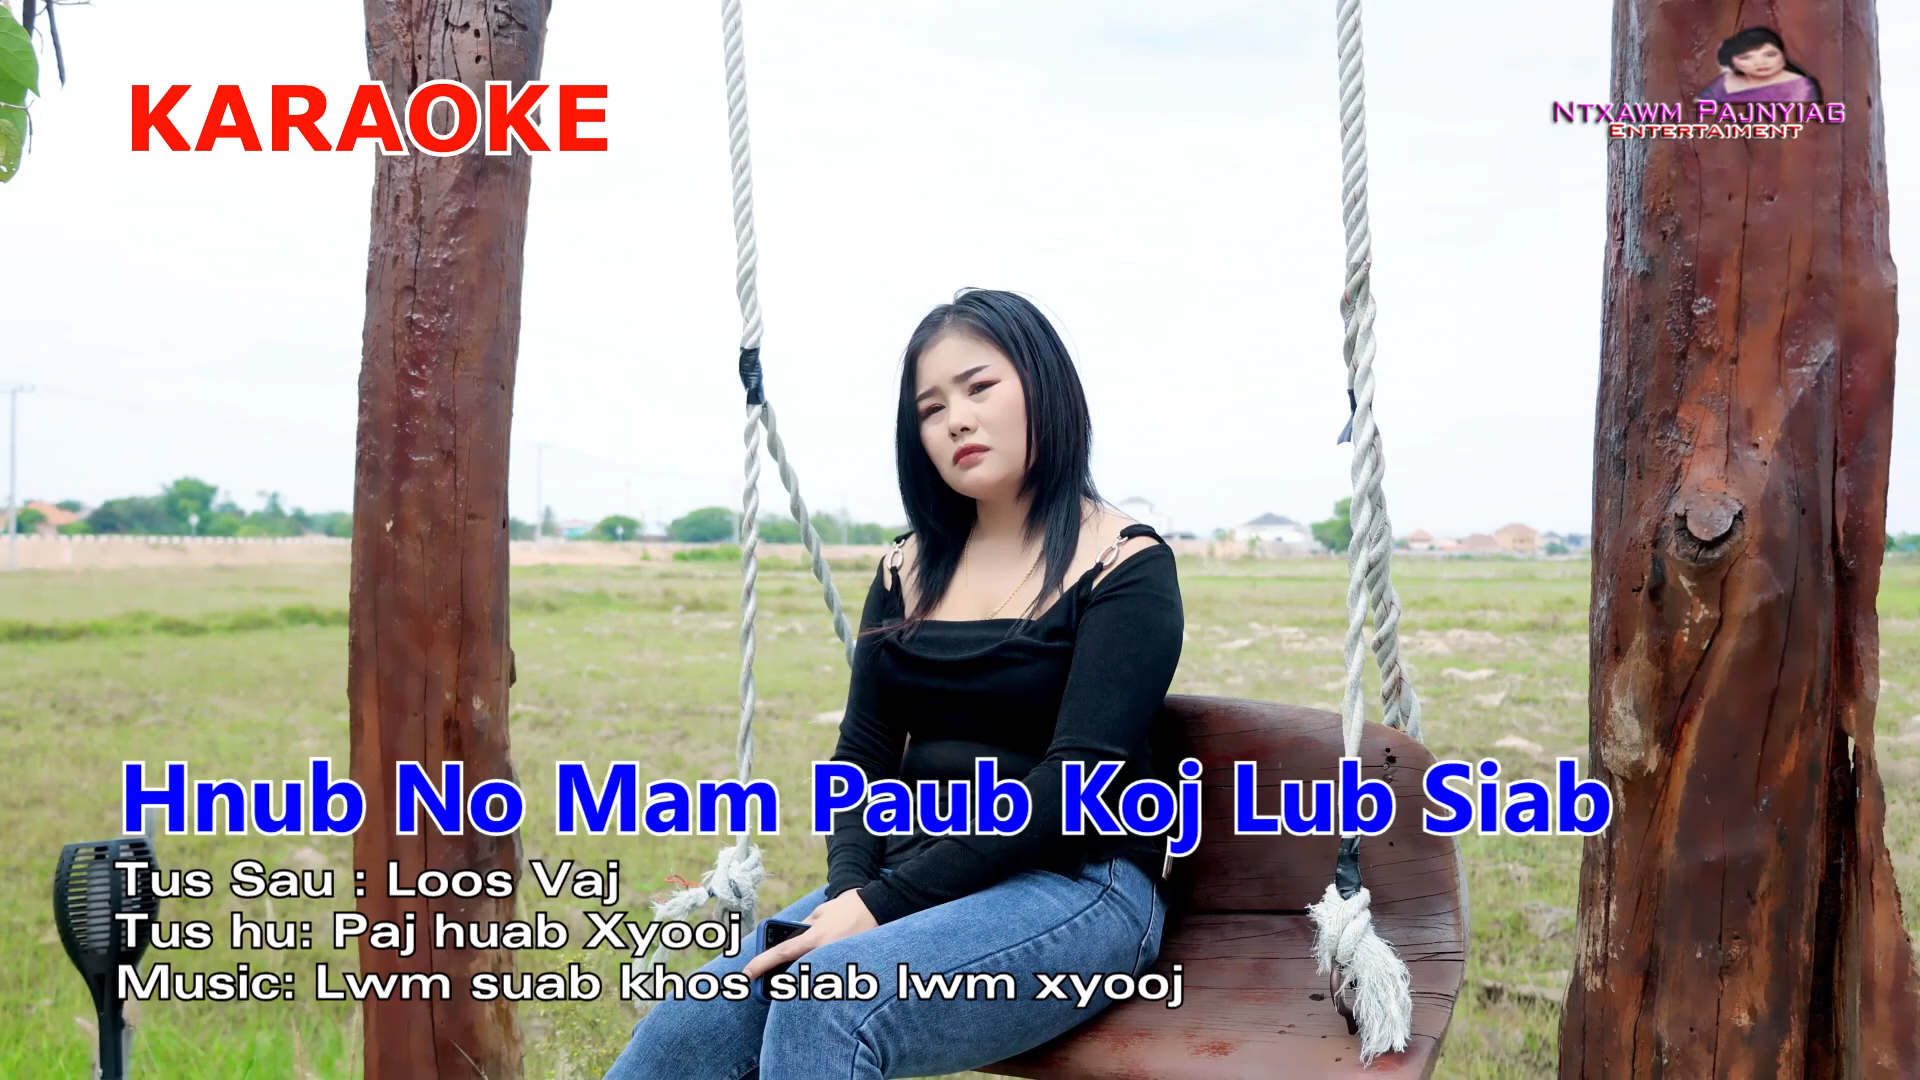 KARAOKE
NTXAWM PAJNYIAG
ENTERTAIMENT
Hnub No Mam Paub Koj Lub Siab
Tus Sau : Loos Vaj
Tus hu: Paj huab Xyooj
Music: Lwm suab khos siab lwm xyooj